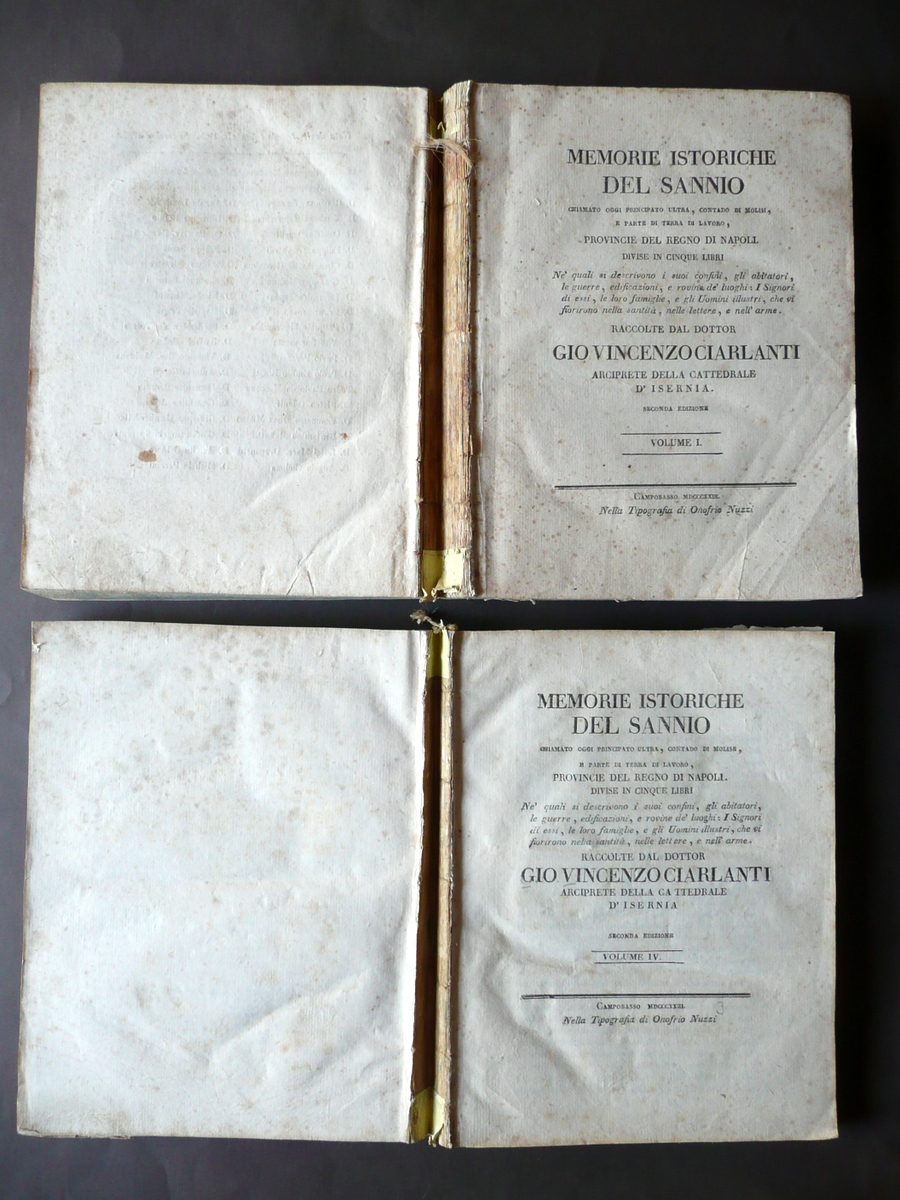 MEMORIE ISTORICHE
DEL SANNIO
CHIAMATO OGGI PRINCIPATO ULTRA, CONTADO DI MOLISE,
E PARTE DI TERRA DI LAVORO,
PROVINCIE DEL REGNO DI NAPOLI.
DIVISE IN CINQUE LIBRI
Ne' quali si descrivono i suoi confini, gli abitatori,
le guerre, edificazioni, e rovine de' luoghi: I Signori
di essi, le loro famiglie, e gli Uomini illustri, che vi
fiorirono nella santità, nelle lettere, e nell' arme.
RACCOLTE DAL DOTTOR
GIO VINCENZO CIARLANTI
ARCIPRETE DELLA CATTEDRALE
D' ISERNIA.
SECONDA EDIZIONE
VOLUME I.
CAMPOBASSO MDCCCXXIII.
Nella Tipografia di Onofrio Nuzzi
MEMORIE ISTORICHE
DEL SANNIO
CHIAMATO OGGI PRINCIPATO ULTRA, CONTADO DI MOLISE,
E PARTE DI TERRA DI LAVORO,
PROVINCIE DEL REGNO DI NAPOLI.
DIVISE IN CINQUE LIBRI
Ne' quali si descrivono i suoi confini, gli abitatori,
le guerre, edificazioni, e rovine de' luoghi: I Signori
di essi, le loro famiglie, e gli Uomini illustri, che vi
fiorirono nella santità, nelle lettere, e nell' arme.
RACCOLTE DAL DOTTOR
GIO VINCENZO CIARLANTI
ARCIPRETE DELLA CATTEDRALE
D' ISERNIA
SECONDA EDIZIONE
VOLUME IV.
CAMPOBASSO MDCCCXXIII.
3
Nella Tipografia di Onofrio Nuzzi